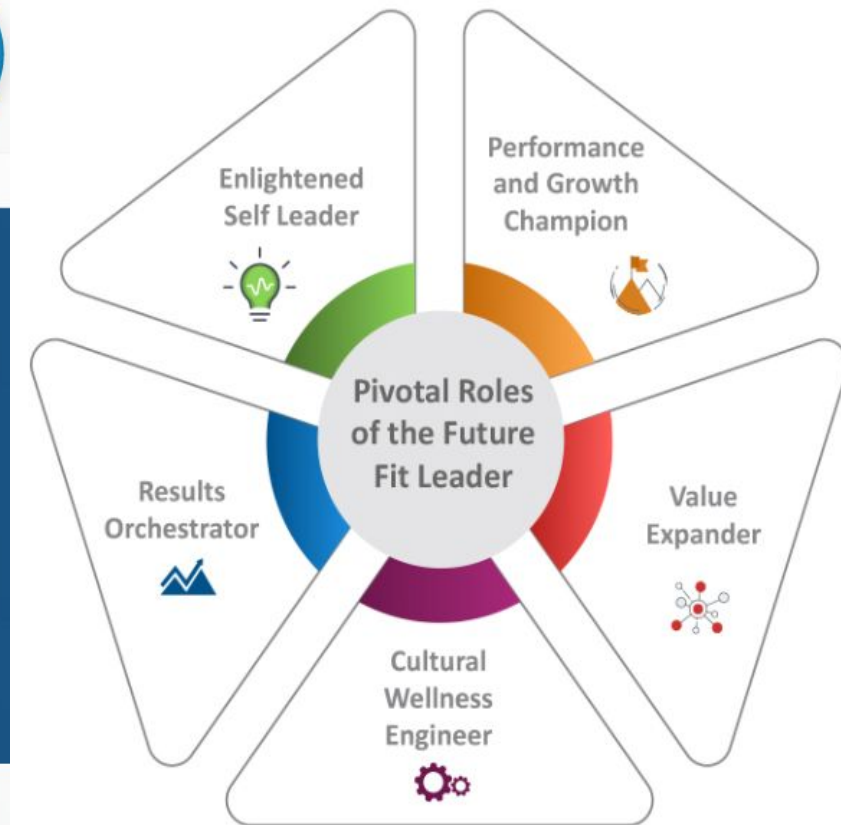 Enlightened
Self Leader
Performance
and Growth
Champion
Pivotal Roles
of the Future
Fit Leader
Results
Orchestrator
Value
Expander
Cultural
Wellness
Engineer